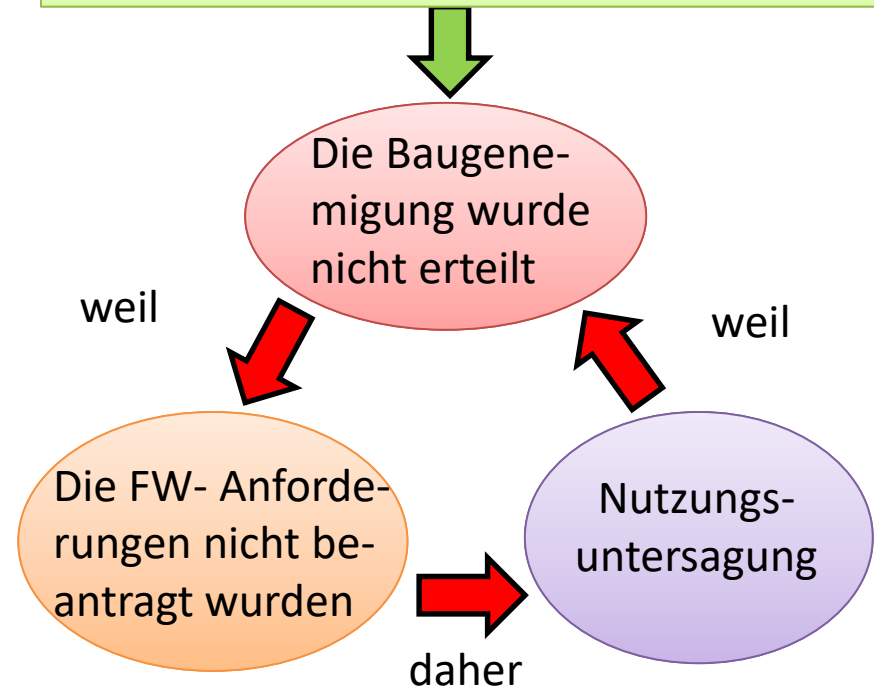 Die Baugene-
migung wurde
nicht erteilt
weil
weil
Die FW- Anforde-
rungen nicht be-
antragt wurden
Nutzungs-
untersagung
daher